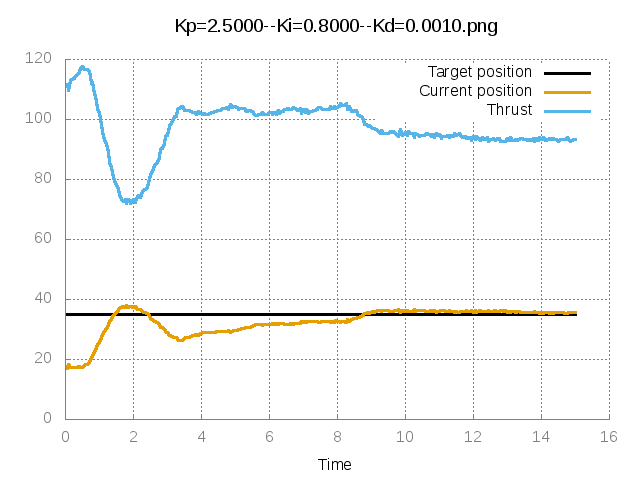 Kp=2.5000--Ki=0.8000--Kd=0.0010.png
120
100
80
60
40
20
0
Target position
Current position
Thrust
0 2 4 6 8 10 12 14 16
Time